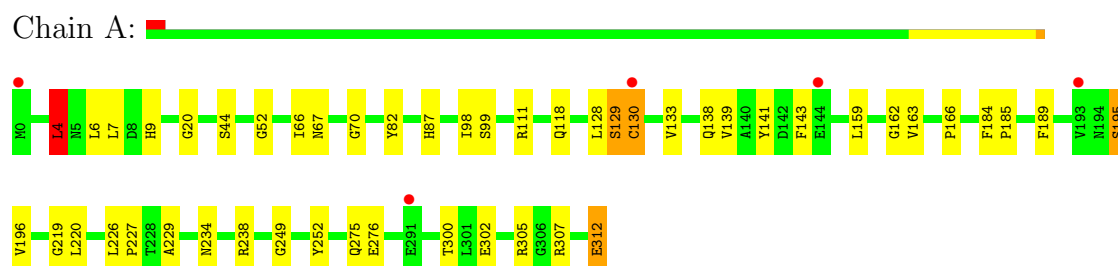 Chain A:
M0 L4 N5 L6 L7 D8 H9 G20 S44 G52 I66 N67 G70 Y82 H87 I98 S99 R111 Q118 L128 S129 C130 V133 Q138 V139 A140 Y141 D142 F143 E144 L159 G162 V163 P166 F184 P185 F189 V193 N194 S195
V196 G219 L220 L226 P227 T228 A229 N234 R238 G249 Y252 Q275 E276 E291 T300 L301 E302 R305 G306 R307 E312